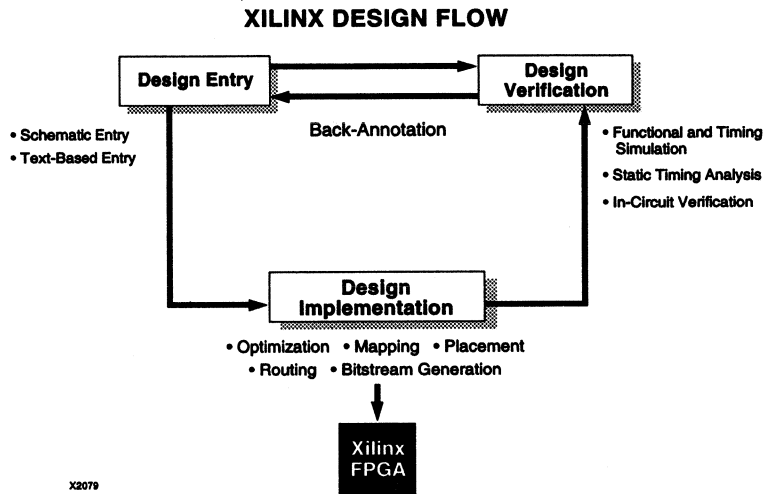 XILINX DESIGN FLOW
Design Entry
Design
Verification
Back-Annotation
• Schematic Entry
• Text-Based Entry
• Functional and Timing
Simulation
• Static Timing Analysis
• In-Circuit Verification
Design
Implementation
• Optimization • Mapping • Placement
• Routing • Bitstream Generation
Xilinx
FPGA
X2079